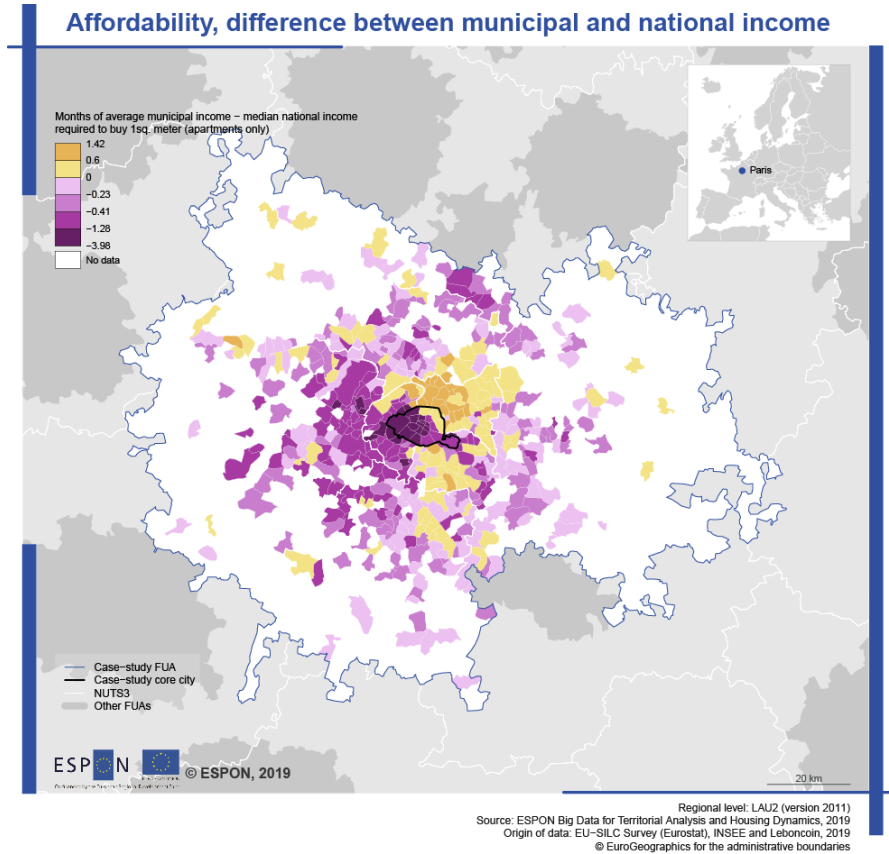 Affordability, difference between municipal and national income
Months of average municipal income − median national income
required to buy 1sq. meter (apartments only)
1.42
0.6
0
−0.23
−0.41
−1.28
−3.98
No data
Paris
Case−study FUA
Case−study core city
NUTS3
Other FUAs
ESPON
© ESPON, 2019
20 km
Regional level: LAU2 (version 2011)
Source: ESPON Big Data for Territorial Analysis and Housing Dynamics, 2019
Origin of data: EU−SILC Survey (Eurostat), INSEE and Leboncoin, 2019
© EuroGeographics for the administrative boundaries